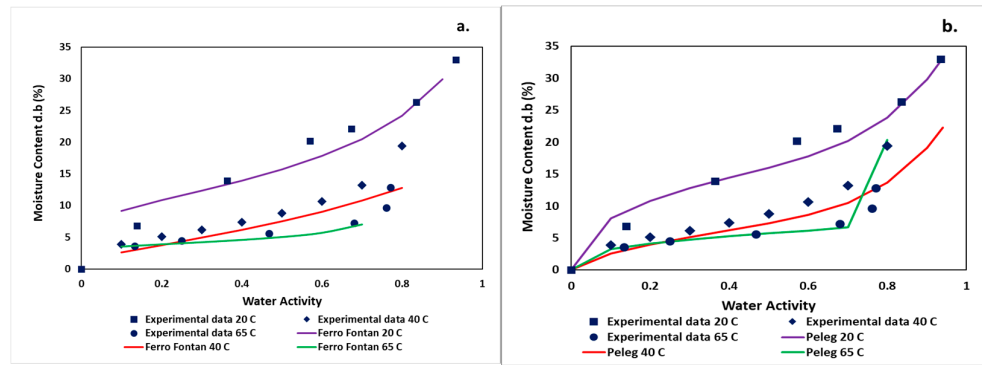 a.
Moisture Content d.b (%)
35
30
25
20
15
10
5
0
0 0.2 0.4 0.6 0.8 1
Water Activity
Experimental data 20 C Experimental data 40 C
Experimental data 65 C Ferro Fontan 20 C
Ferro Fontan 40 C Ferro Fontan 65 C
b.
Moisture Content d.b (%)
35
30
25
20
15
10
5
0
0 0.2 0.4 0.6 0.8 1
Water Activity
Experimental data 20 C Experimental data 40 C
Experimental data 65 C Peleg 20 C
Peleg 40 C Peleg 65 C